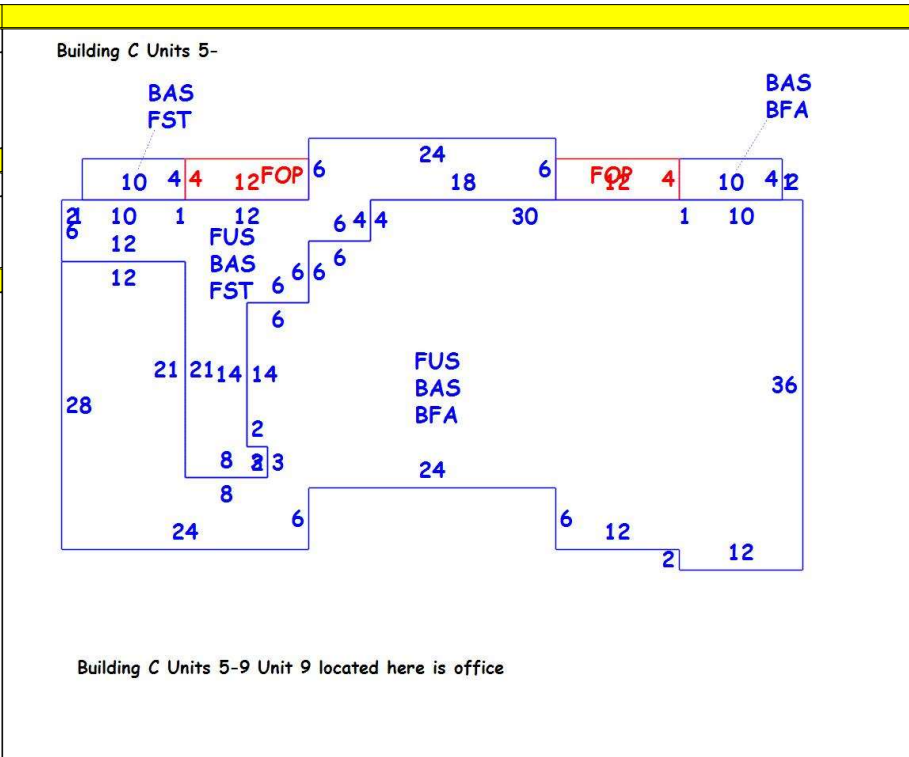 Building C Units 5-
BAS
FST
BAS
BFA
24
10 4 4 12 FOP 6
18
6 FOP 12 4 10 4 2
2 1 10 1 12
6
30 1 10
12
12
FUS
BAS
FST
6 4 4
6
6 6 6
6
21 21 14 14
28
FUS
BAS
BFA
36
2
8 3
8
24
24
6
6
12
2
12
Building C Units 5-9 Unit 9 located here is office